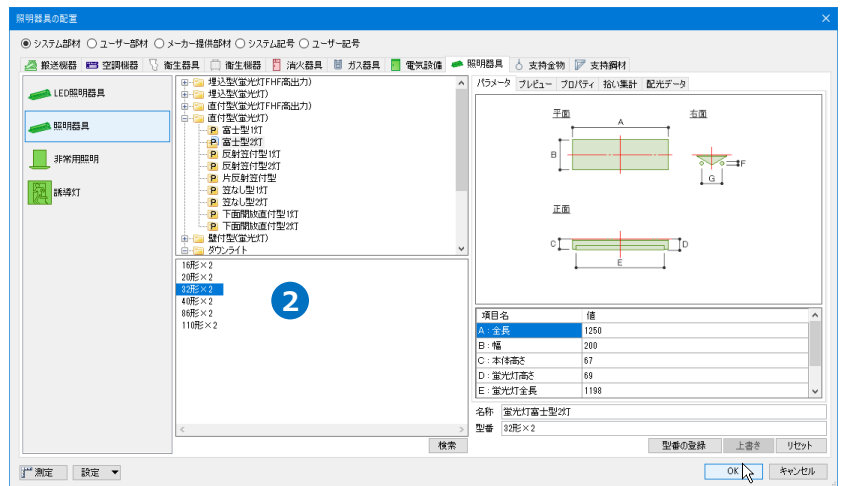 照明器具の配置
システム部材 ユーザー部材 メーカー提供部材 システム記号 ユーザー記号
搬送機器 空調機器 衛生器具 衛生機器 消火器具 ガス器具 電気設備 照明器具 支持金物 支持鋼材
LED照明器具
照明器具
非常用照明
誘導灯
埋込型(蛍光灯FHF高出力)
埋込型(蛍光灯)
直付型(蛍光灯FHF高出力)
直付型(蛍光灯)
富士型1灯
富士型2灯
反射笠付型1灯
反射笠付型2灯
片反射笠付型
笠なし型1灯
笠なし型2灯
下面開放直付型1灯
下面開放直付型2灯
壁付型(蛍光灯)
ダウンライト
16形×2
20形×2
32形×2
40形×2
86形×2
110形×2
2
検索
パラメータ プレビュー プロパティ 拾い集計 配光データ
平面 右面
A
B
F
G
正面
C D
E
項目名 値
A：全長 1250
B：幅 200
C：本体高さ 67
D：蛍光灯高さ 69
E：蛍光灯全長 1198
名称 蛍光灯富士型2灯
型番 32形×2
型番の登録 上書き リセット
測定 設定 OK キャンセル